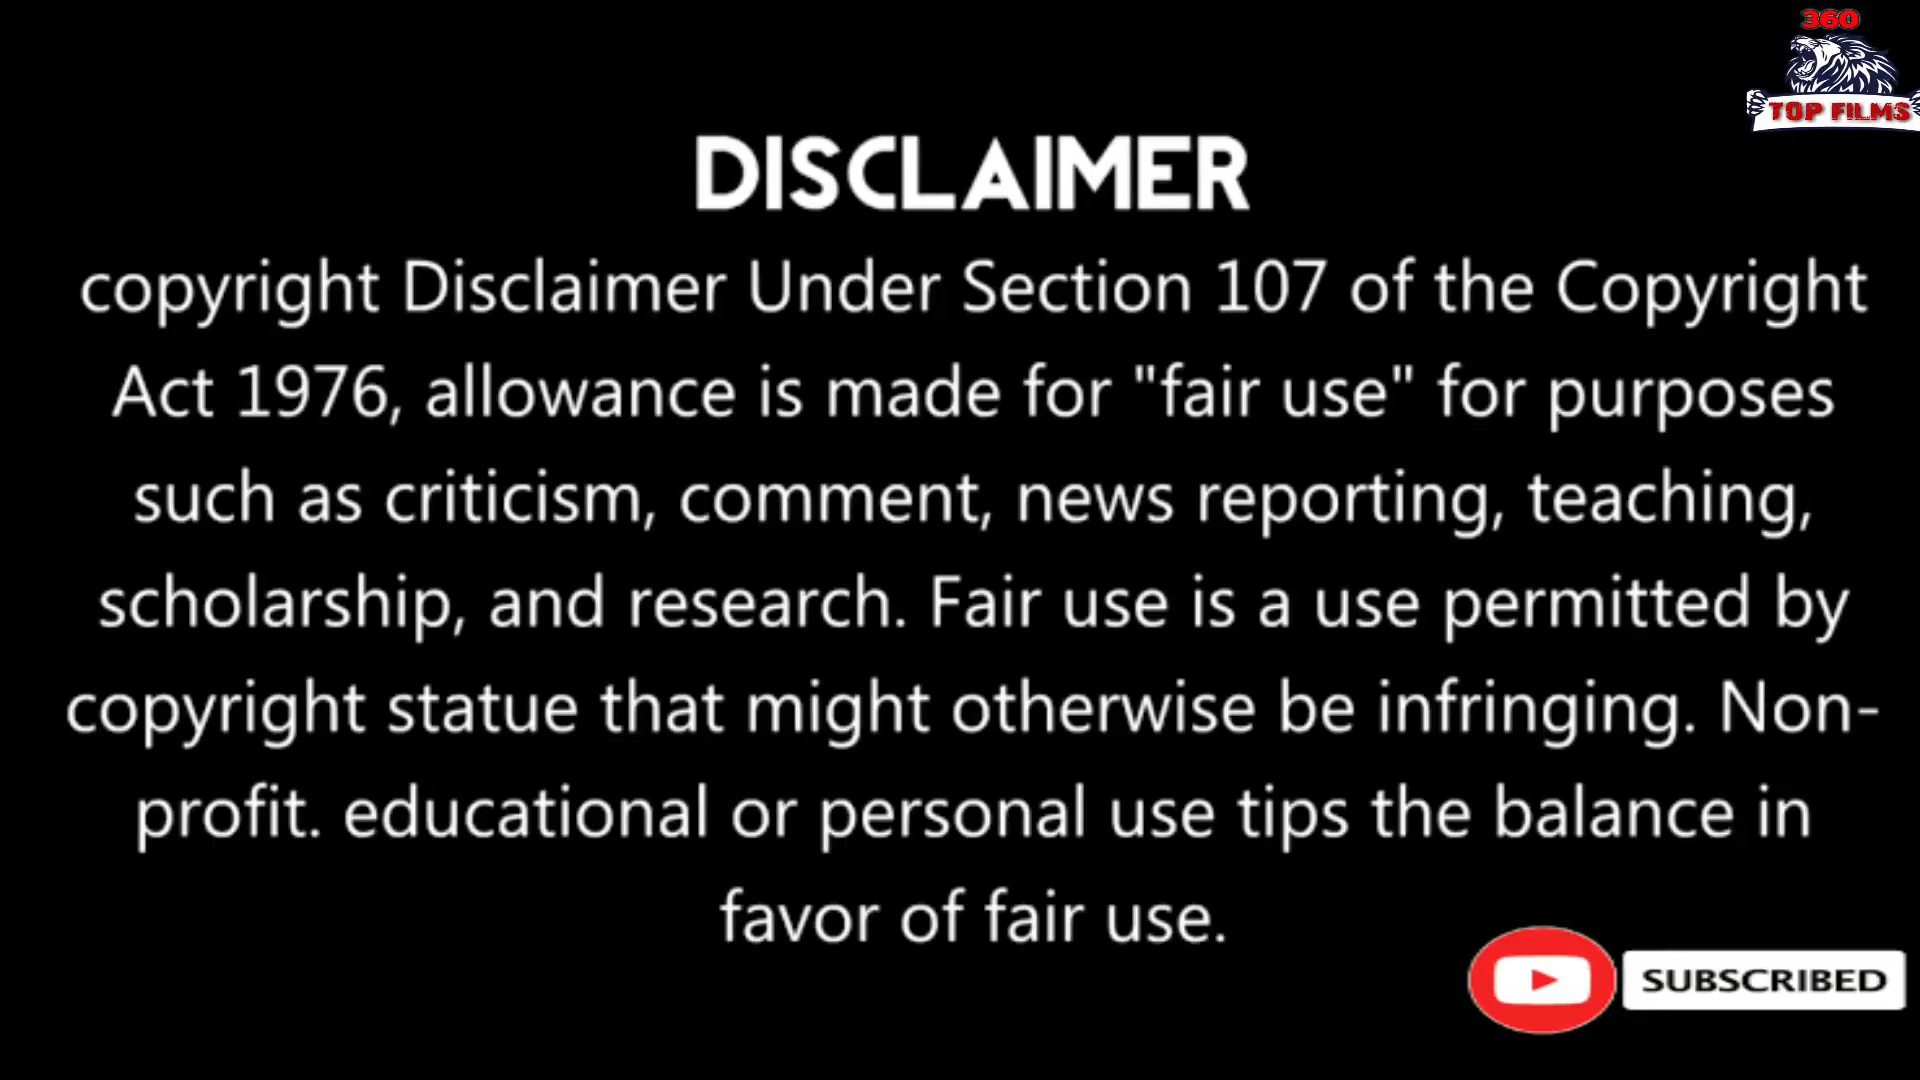 360
TOP FILMS
DISCLAIMER
copyright Disclaimer Under Section 107 of the Copyright
Act 1976, allowance is made for "fair use" for purposes
such as criticism, comment, news reporting, teaching,
scholarship, and research. Fair use is a use permitted by
copyright statue that might otherwise be infringing. Non-
profit. educational or personal use tips the balance in
favor of fair use.
SUBSCRIBED